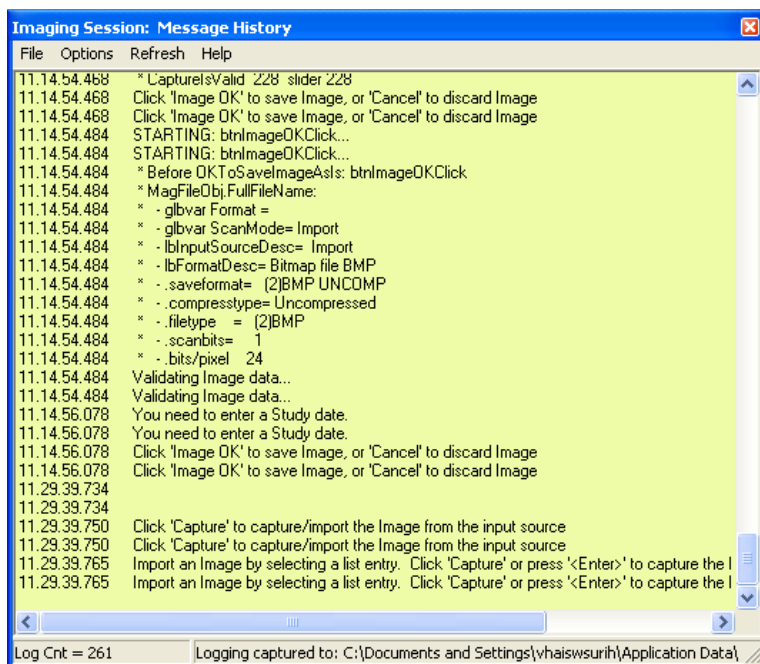 Imaging Session: Message History
File Options Refresh Help
11.14.54.468 * CaptureIsValid 228 slider 228
11.14.54.468 Click 'Image OK' to save Image, or 'Cancel' to discard Image
11.14.54.468 Click 'Image OK' to save Image, or 'Cancel' to discard Image
11.14.54.484 STARTING: btnImageOKClick...
11.14.54.484 STARTING: btnImageOKClick...
11.14.54.484 * Before OKToSaveImageAsIs: btnImageOKClick
11.14.54.484 * MagFileObj.FullFileName:
11.14.54.484 * - glbvar Format =
11.14.54.484 * - glbvar ScanMode= Import
11.14.54.484 * - lbInputSourceDesc= Import
11.14.54.484 * - lbFormatDesc= Bitmap file BMP
11.14.54.484 * - .saveformat= (2)BMP UNCOMP
11.14.54.484 * - .compresstype= Uncompressed
11.14.54.484 * - .filetype = (2)BMP
11.14.54.484 * - .scanbits= 1
11.14.54.484 * - .bits/pixel 24
11.14.54.484 Validating Image data...
11.14.54.484 Validating Image data...
11.14.56.078 You need to enter a Study date.
11.14.56.078 You need to enter a Study date.
11.14.56.078 Click 'Image OK' to save Image, or 'Cancel' to discard Image
11.14.56.078 Click 'Image OK' to save Image, or 'Cancel' to discard Image
11.29.39.734
11.29.39.734
11.29.39.750 Click 'Capture' to capture/import the Image from the input source
11.29.39.750 Click 'Capture' to capture/import the Image from the input source
11.29.39.765 Import an Image by selecting a list entry. Click 'Capture' or press '<Enter>' to capture the I
11.29.39.765 Import an Image by selecting a list entry. Click 'Capture' or press '<Enter>' to capture the I
Log Cnt = 261 Logging captured to: C:\Documents and Settings\vhaiswsurih\Application Data\